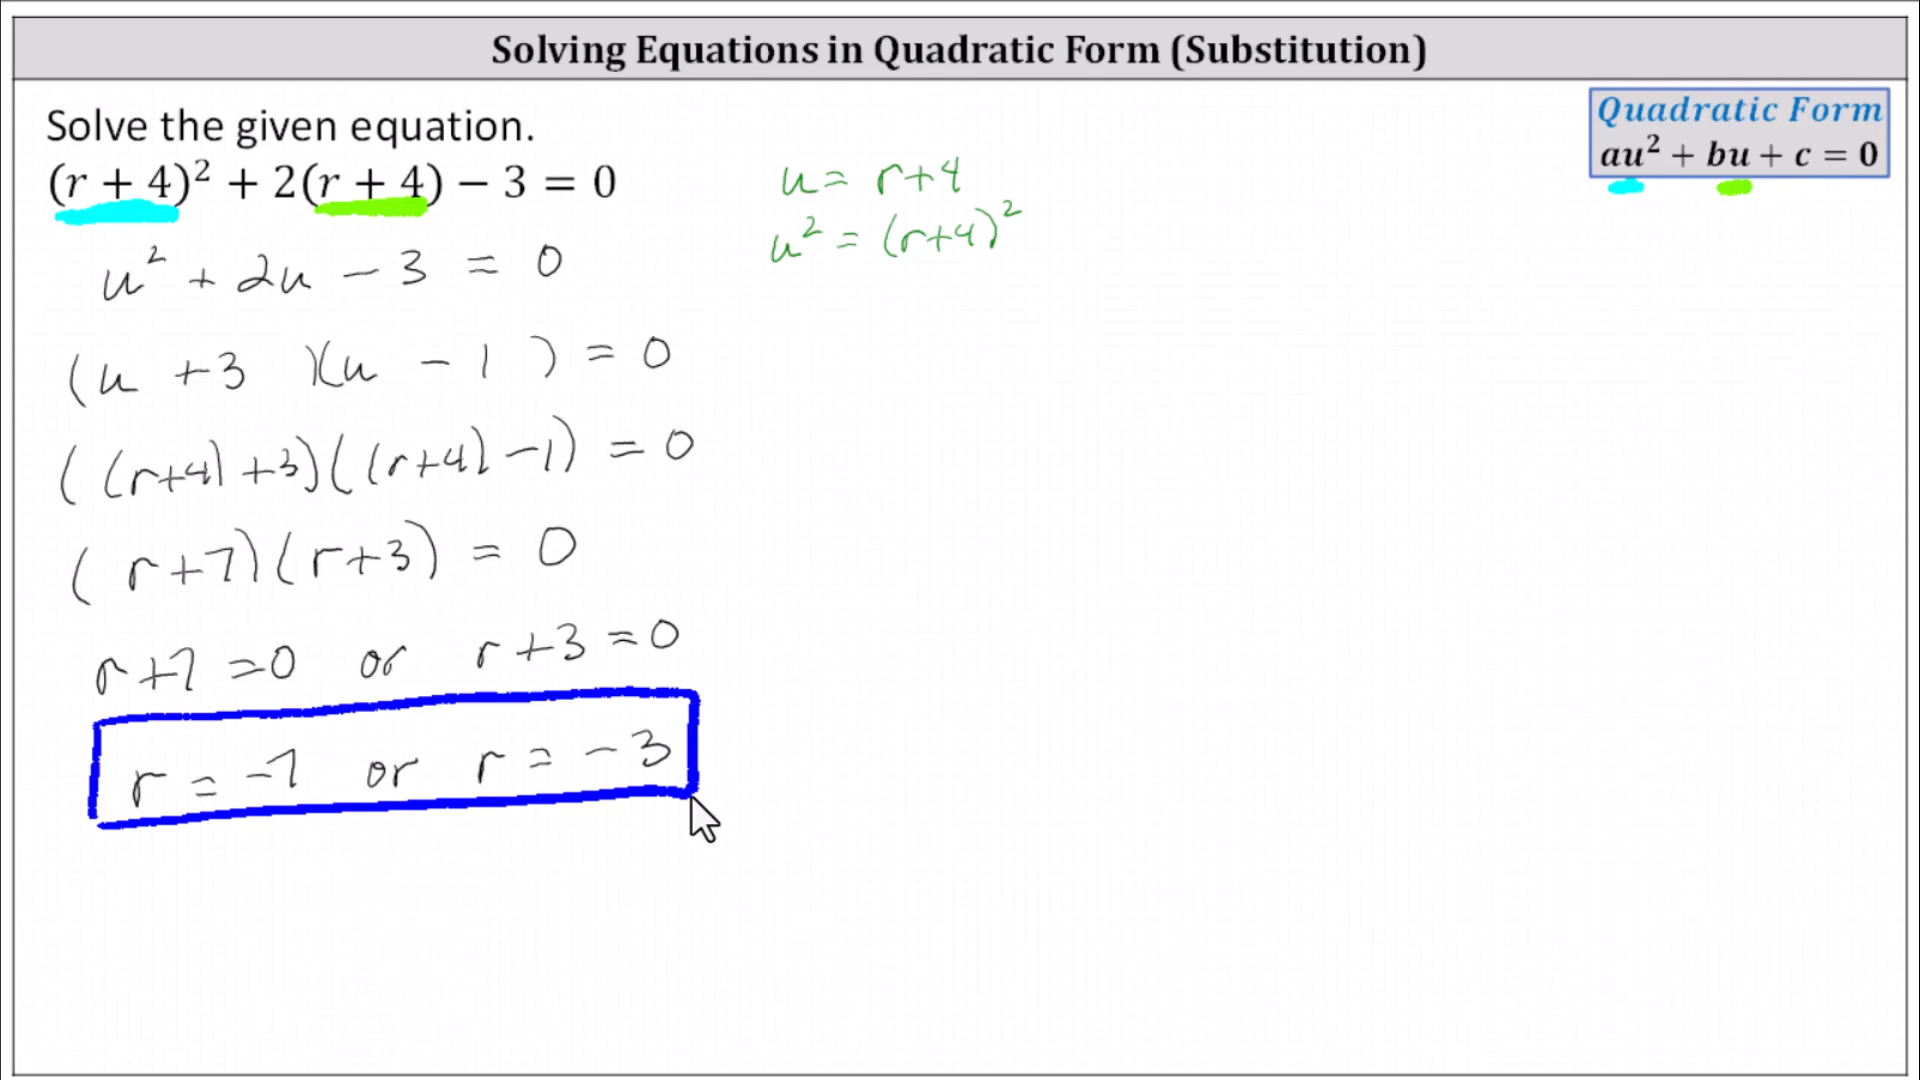 Solving Equations in Quadratic Form (Substitution)
Solve the given equation.
(r + 4)² + 2(r + 4) − 3 = 0
u² + 2u − 3 = 0
(u + 3)(u − 1) = 0
((r+4) + 3)((r+4) − 1) = 0
(r+7)(r+3) = 0
r+7 = 0 or r+3 = 0
r = −7 or r = −3
u = r+4
u² = (r+4)²
Quadratic Form
au² + bu + c = 0